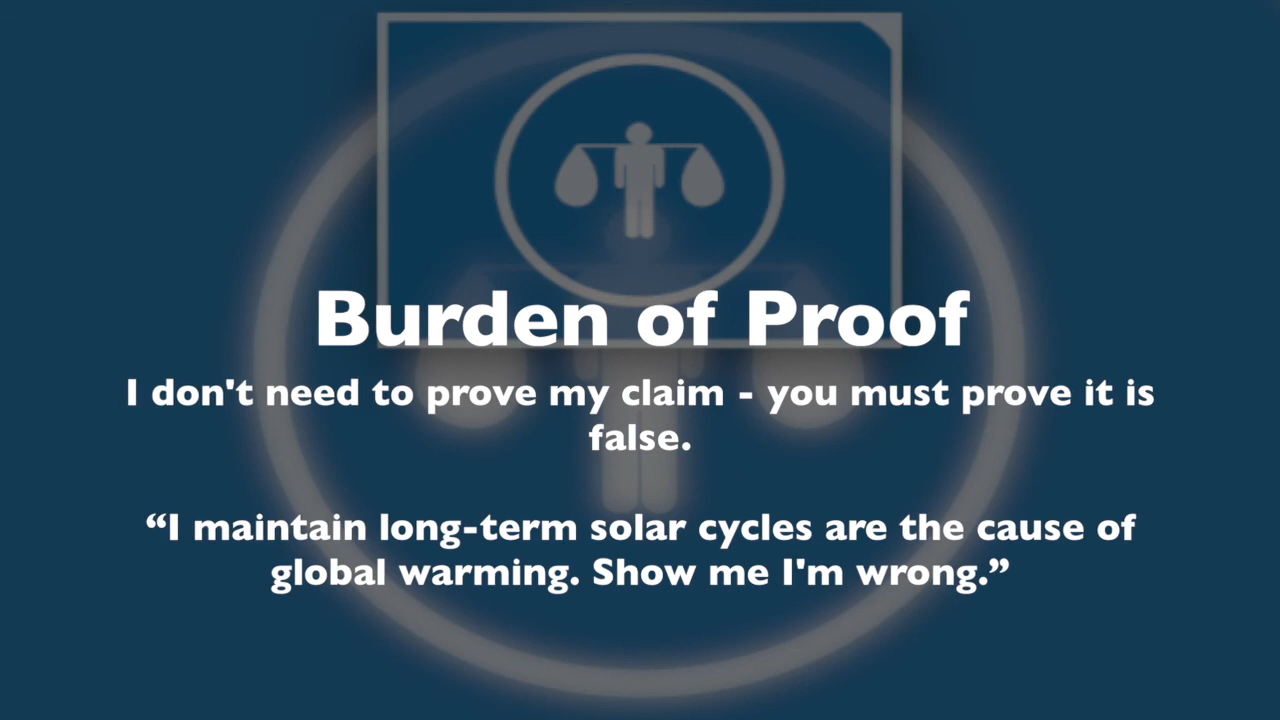 Burden of Proof
I don't need to prove my claim - you must prove it is
false.
“I maintain long-term solar cycles are the cause of
global warming. Show me I'm wrong.”